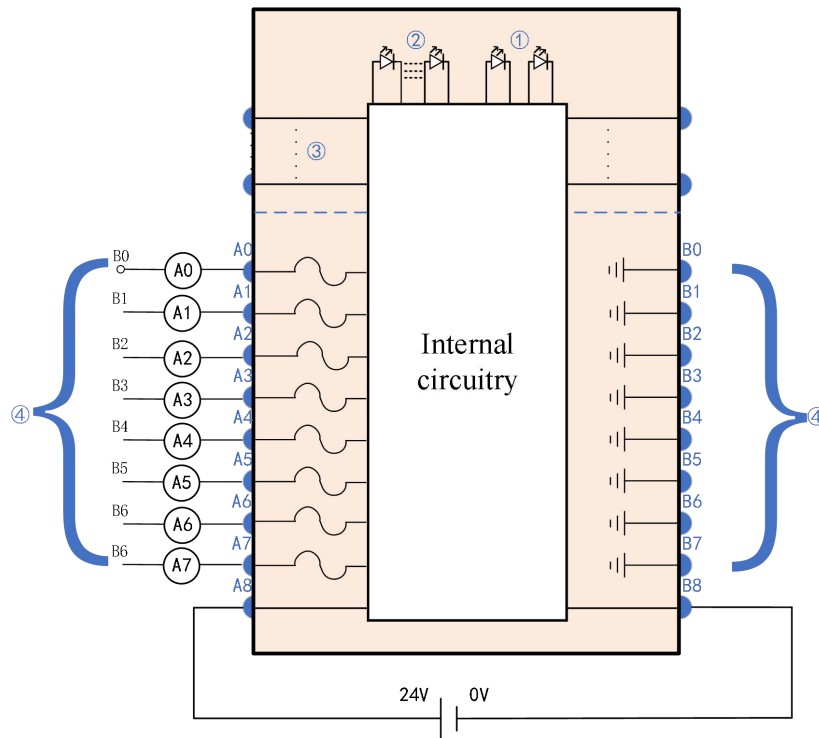 ② ①
③
B0 A0 A0 B0
B1 A1 A1 B1
B2 A2 A2 B2
B3 A3 A3 B3
Internal
circuitry
④ B4 A4 A4 B4 ④
B5 A5 A5 B5
B6 A6 A6 B6
B6 A7 A7 B7
A8 B8
24V 0V